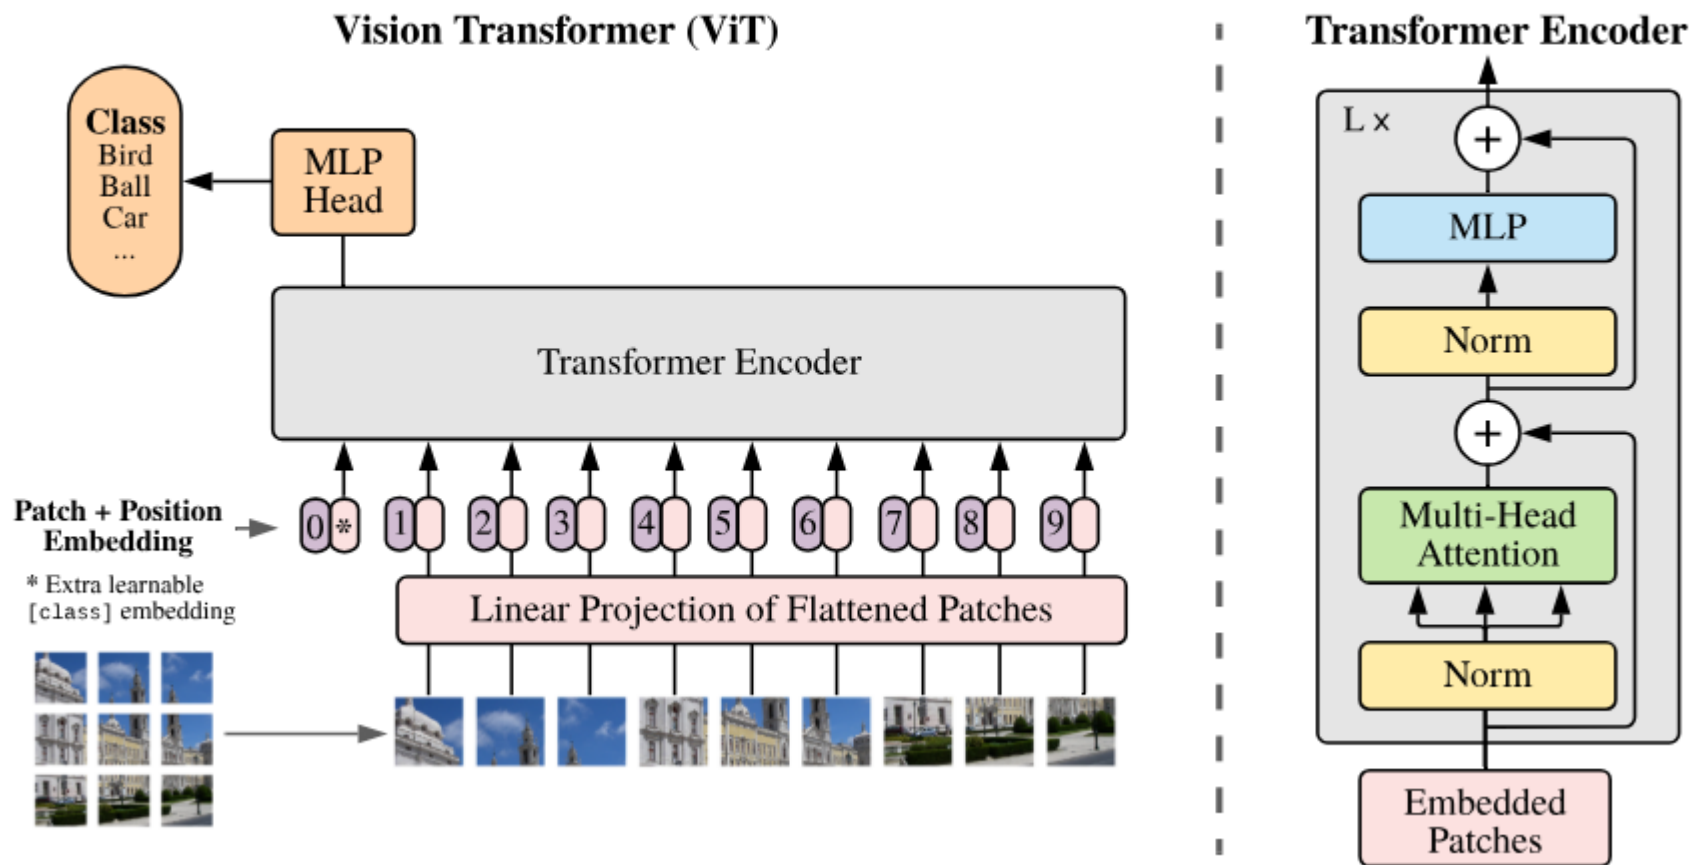 Vision Transformer (ViT)
Class
Bird
Ball
Car
...
MLP
Head
Transformer Encoder
Patch + Position
Embedding
0 * 1 2 3 4 5 6 7 8 9
* Extra learnable
[class] embedding
Linear Projection of Flattened Patches
Transformer Encoder
L x
+
MLP
Norm
+
Multi-Head
Attention
Norm
Embedded
Patches